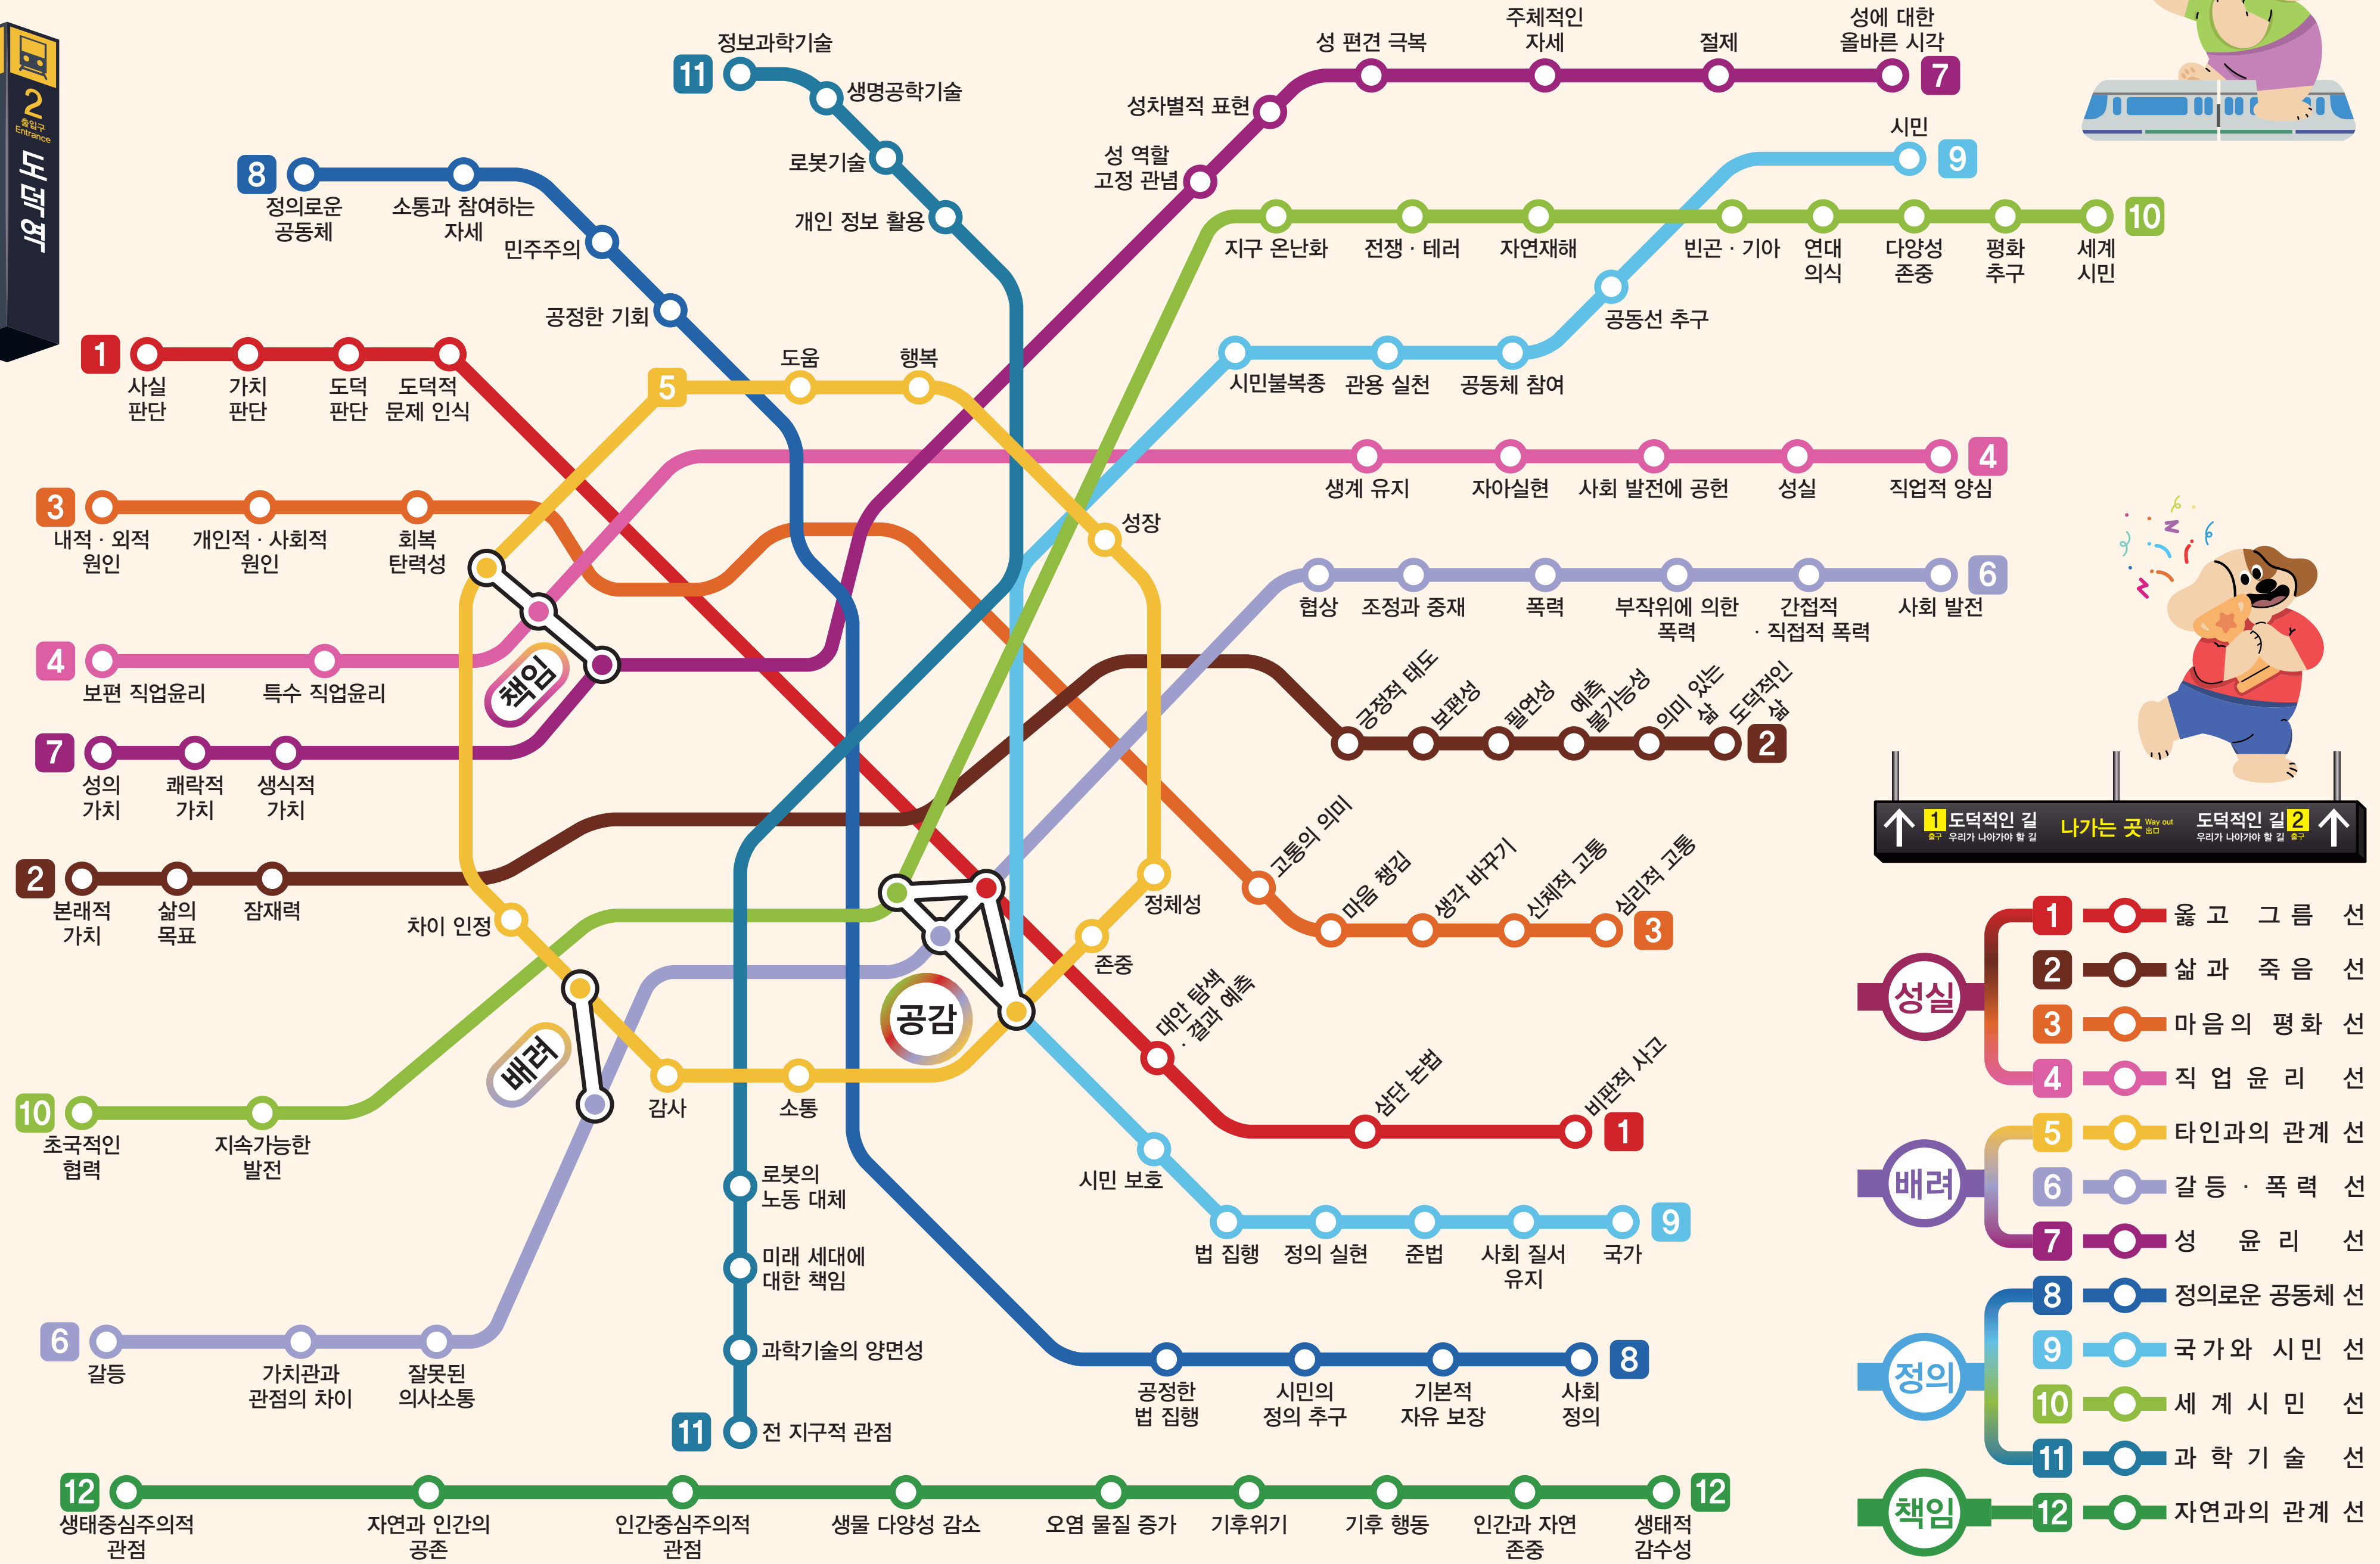 2
출입구
Entrance
도덕역
11
정보과학기술
생명공학기술
로봇기술
개인 정보 활용
성 편견 극복
주체적인
자세
절제
성에 대한
올바른 시각
7
성차별적 표현
성 역할
고정 관념
시민
9
8
정의로운
공동체
소통과 참여하는
자세
민주주의
공정한 기회
지구 온난화
전쟁 · 테러
자연재해
빈곤 · 기아
연대
의식
다양성
존중
평화
추구
세계
시민
10
공동선 추구
시민불복종
관용 실천
공동체 참여
1
사실
판단
가치
판단
도덕
판단
도덕적
문제 인식
5
도움
행복
성장
생계 유지
자아실현
사회 발전에 공헌
성실
직업적 양심
4
3
내적 · 외적
원인
개인적 · 사회적
원인
회복
탄력성
협상
조정과 중재
폭력
부작위에 의한
폭력
간접적
· 직접적 폭력
사회 발전
6
4
보편 직업윤리
특수 직업윤리
책임
긍정적 태도
보편성
필연성
예측
불가능성
의미 있는
삶
도덕적인
삶
2
7
성의
가치
쾌락적
가치
생식적
가치
1
출구
도덕적인 길
우리가 나아가야 할 길
나가는 곳
Way out
出口
도덕적인 길
우리가 나아가야 할 길
2
출구
2
본래적
가치
삶의
목표
잠재력
차이 인정
정체성
존중
고통의 의미
마음 챙김
생각 바꾸기
신체적 고통
심리적 고통
3
공감
배려
감사
소통
대안 탐색
· 결과 예측
삼단 논법
비판적 사고
1
10
초국적인
협력
지속가능한
발전
시민 보호
법 집행
정의 실현
준법
사회 질서
유지
국가
9
로봇의
노동 대체
미래 세대에
대한 책임
과학기술의 양면성
11
전 지구적 관점
6
갈등
가치관과
관점의 차이
잘못된
의사소통
공정한
법 집행
시민의
정의 추구
기본적
자유 보장
사회
정의
8
12
생태중심주의적
관점
자연과 인간의
공존
인간중심주의적
관점
생물 다양성 감소
오염 물질 증가
기후위기
기후 행동
인간과 자연
존중
생태적
감수성
12
성실
1 옳고 그름 선
2 삶과 죽음 선
3 마음의 평화 선
4 직업윤리 선
배려
5 타인과의 관계 선
6 갈등 · 폭력 선
7 성 윤리 선
정의
8 정의로운 공동체 선
9 국가와 시민 선
10 세계시민 선
11 과학기술 선
책임
12 자연과의 관계 선